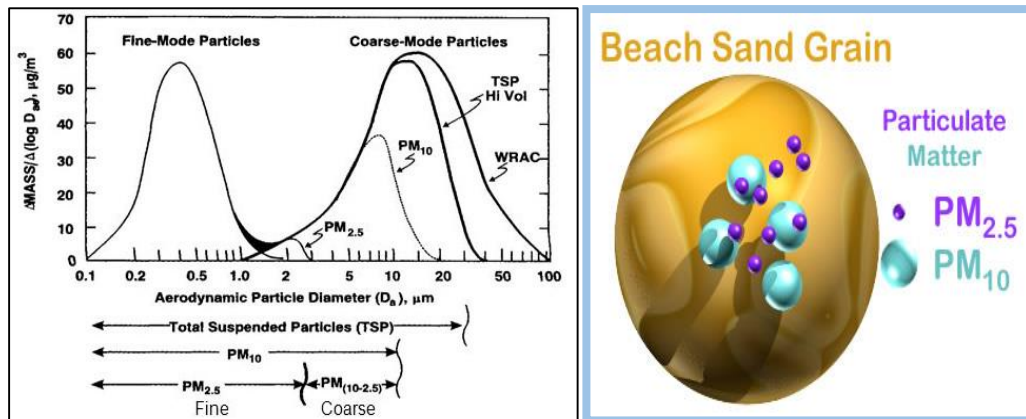 70
60
50
40
30
20
10
0
ΔMASS/Δ(log Dae), μg/m3
Fine-Mode Particles
Coarse-Mode Particles
TSP
Hi Vol
PM10
WRAC
PM2.5
0.1 0.2 0.5 1.0 2 5 10 20 100
Aerodynamic Particle Diameter (Da), μm
Total Suspended Particles (TSP)
PM10
PM2.5 PM(10-2.5)
Fine Coarse
Beach Sand Grain
Particulate
Matter
PM2.5
PM10